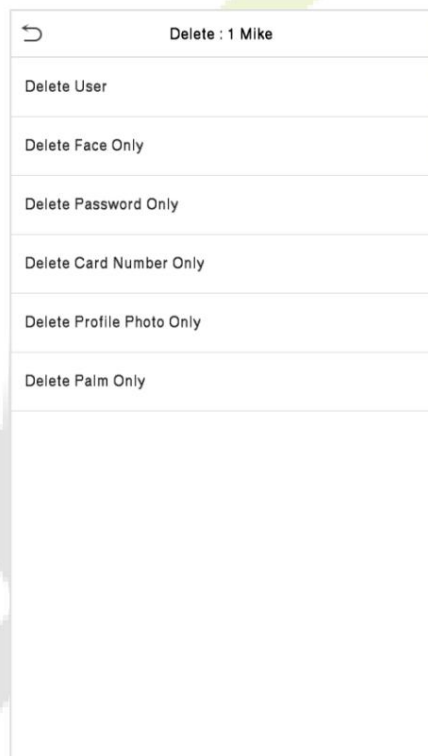 Delete : 1 Mike
Delete User
Delete Face Only
Delete Password Only
Delete Card Number Only
Delete Profile Photo Only
Delete Palm Only